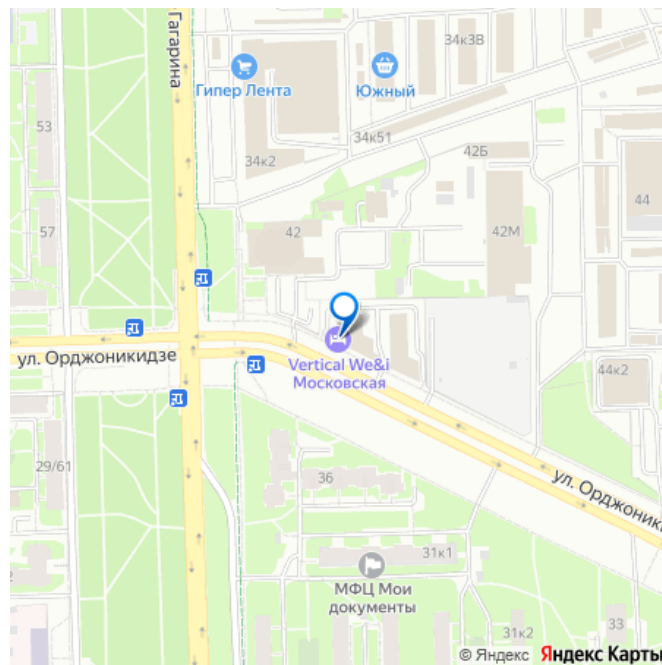 Гагарина
34к3В
Гипер Лента
Южный
53
34к51
34к2
42Б
44
57
42
42М
ул. Орджоникидзе
Vertical We&i
Московская
44к2
29/61
36
ул. Орджоник
31к1
МФЦ Мои
документы
31к2
33
© Яндекс Яндекс Карты